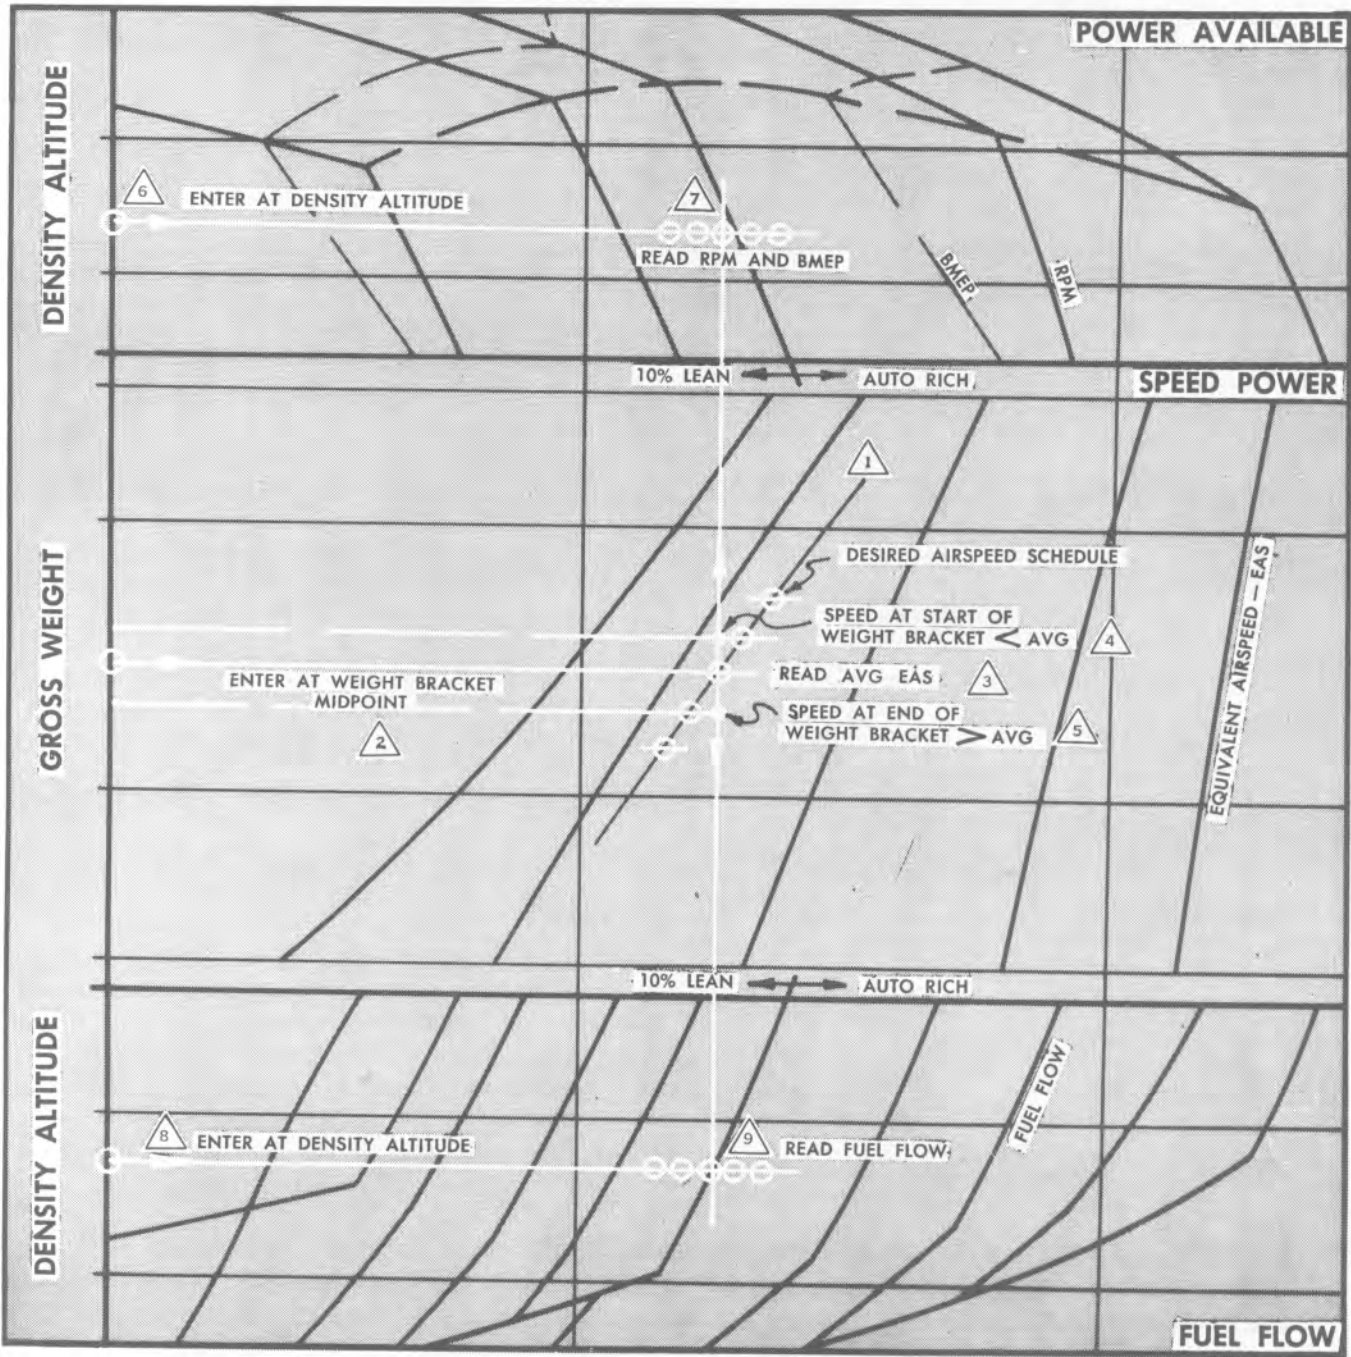 POWER AVAILABLE
DENSITY ALTITUDE
6
ENTER AT DENSITY ALTITUDE
7
READ RPM AND BMEP
BMEP
RPM
10% LEAN
AUTO RICH
SPEED POWER
1
DESIRED AIRSPEED SCHEDULE
SPEED AT START OF
WEIGHT BRACKET < AVG
4
GROSS WEIGHT
ENTER AT WEIGHT BRACKET
MIDPOINT
2
READ AVG EAS
3
SPEED AT END OF
WEIGHT BRACKET > AVG
5
EQUIVALENT AIRSPEED — EAS
10% LEAN
AUTO RICH
DENSITY ALTITUDE
8
ENTER AT DENSITY ALTITUDE
9
READ FUEL FLOW
FUEL FLOW
FUEL FLOW